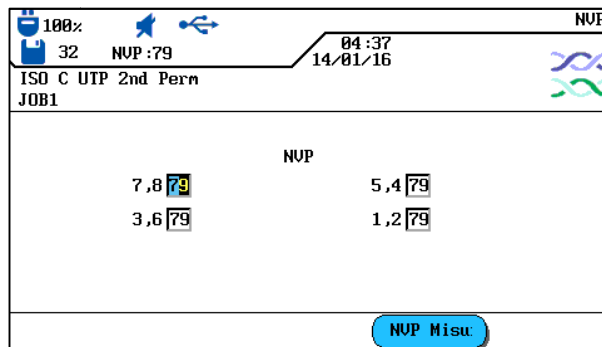 100% NVP
32 NVP:79 04:37
14/01/16
ISO C UTP 2nd Perm
JOB1
NVP
7,8 79 5,4 79
3,6 79 1,2 79
NVP Misu